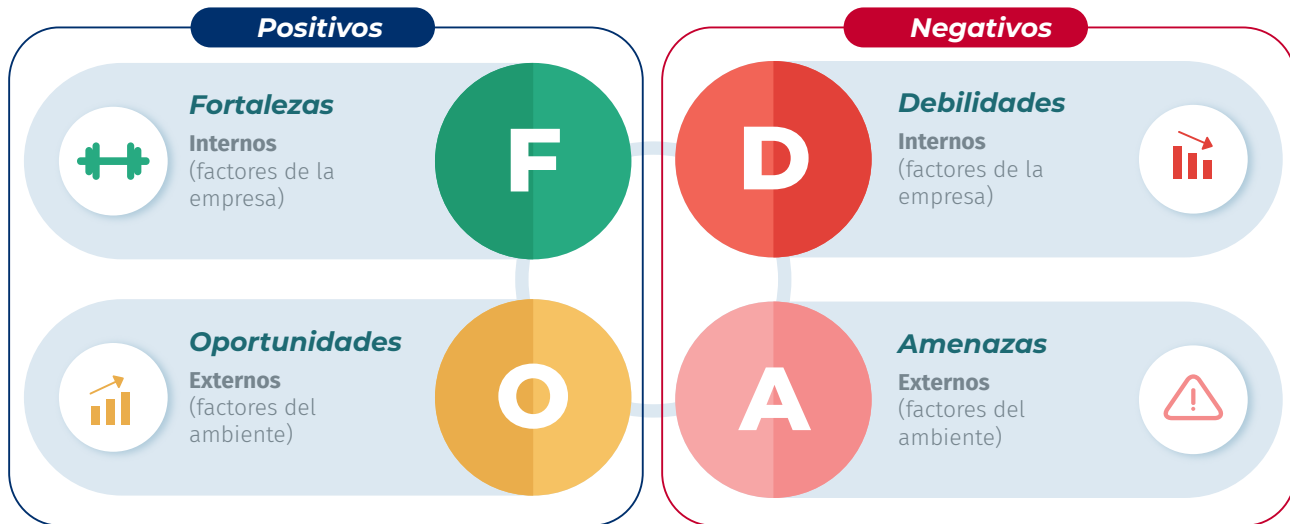 Positivos
Fortalezas
Internos
(factores de la
empresa)
F
Oportunidades
Externos
(factores del
ambiente)
O
Negativos
D
Debilidades
Internos
(factores de la
empresa)
A
Amenazas
Externos
(factores del
ambiente)